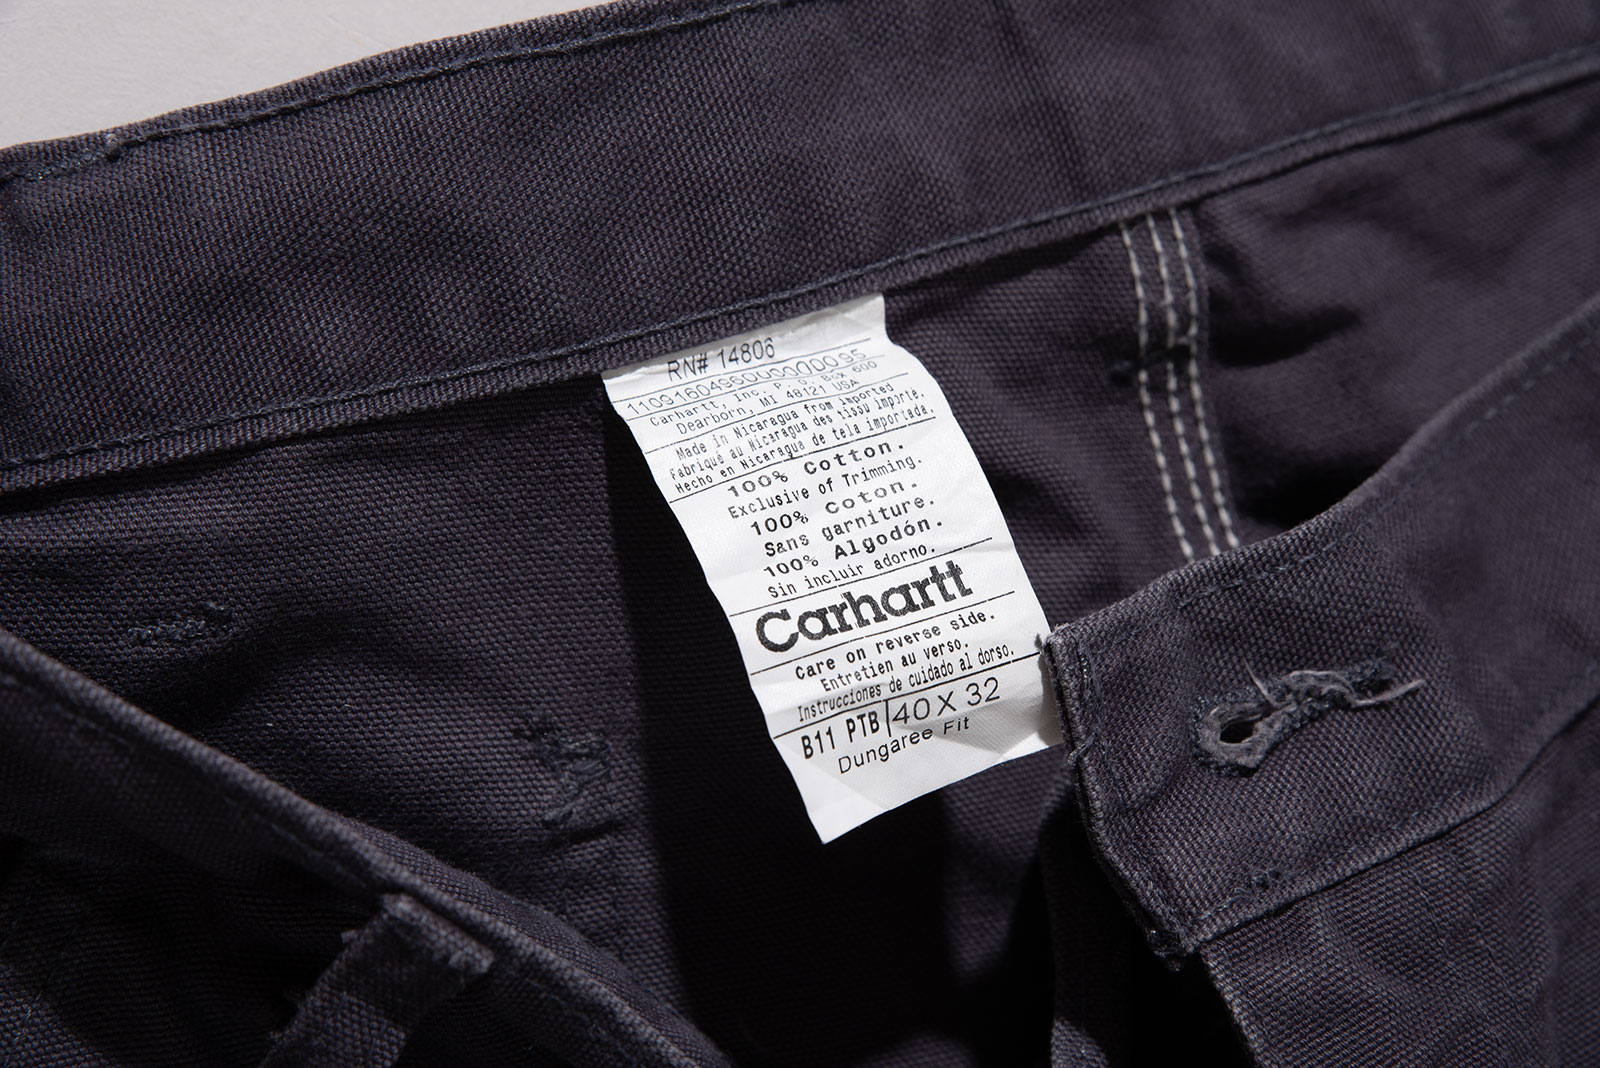 RN# 14806
Carhartt, Inc. P.O. Box 600
Dearborn, MI 48121 USA
Made in Nicaragua from imported
Fabriqué au Nicaragua des tissu importé.
Hecho en Nicaragua de tela importada.
100% Cotton.
Exclusive of Trimming.
100% Coton.
Sans garniture.
100% Algodón.
Sin incluir adorno.
Carhartt
Care on reverse side.
Entretien au verso.
Instrucciones de cuidado al dorso.
B11 PTB 40 X 32
Dungaree Fit